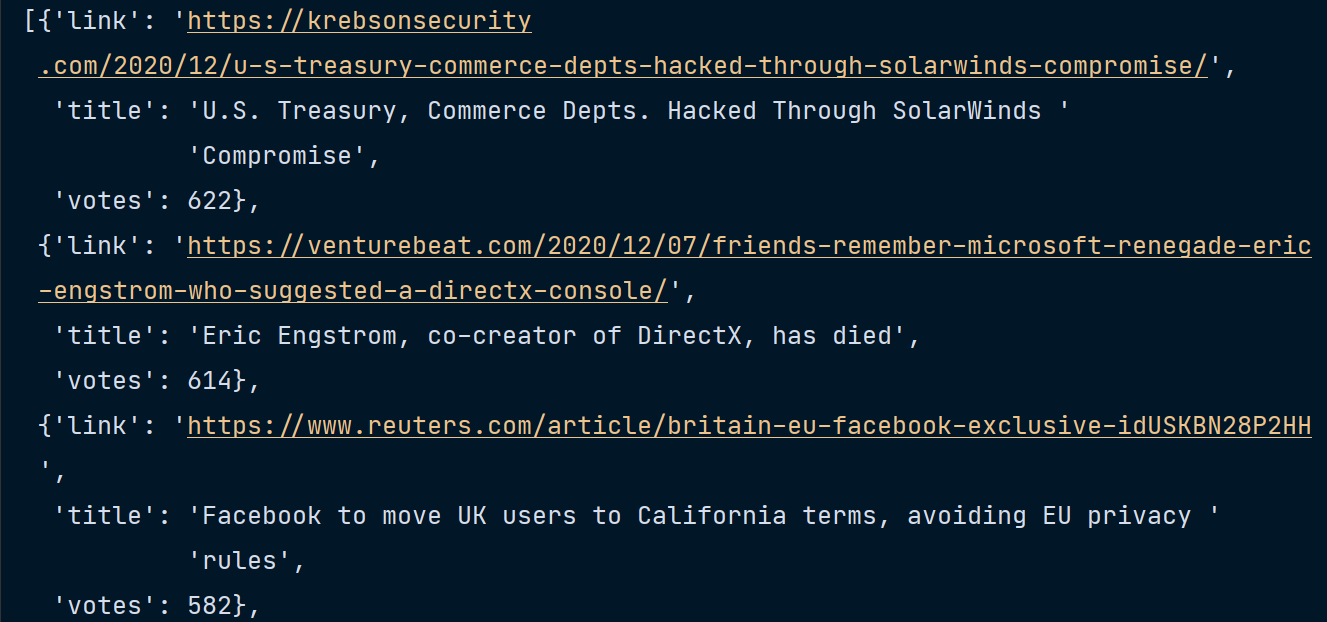 [{'link': 'https://krebsonsecurity
.com/2020/12/u-s-treasury-commerce-depts-hacked-through-solarwinds-compromise/',
'title': 'U.S. Treasury, Commerce Depts. Hacked Through SolarWinds '
'Compromise',
'votes': 622},
{'link': 'https://venturebeat.com/2020/12/07/friends-remember-microsoft-renegade-eric
-engstrom-who-suggested-a-directx-console/',
'title': 'Eric Engstrom, co-creator of DirectX, has died',
'votes': 614},
{'link': 'https://www.reuters.com/article/britain-eu-facebook-exclusive-idUSKBN28P2HH
',
'title': 'Facebook to move UK users to California terms, avoiding EU privacy '
'rules',
'votes': 582},